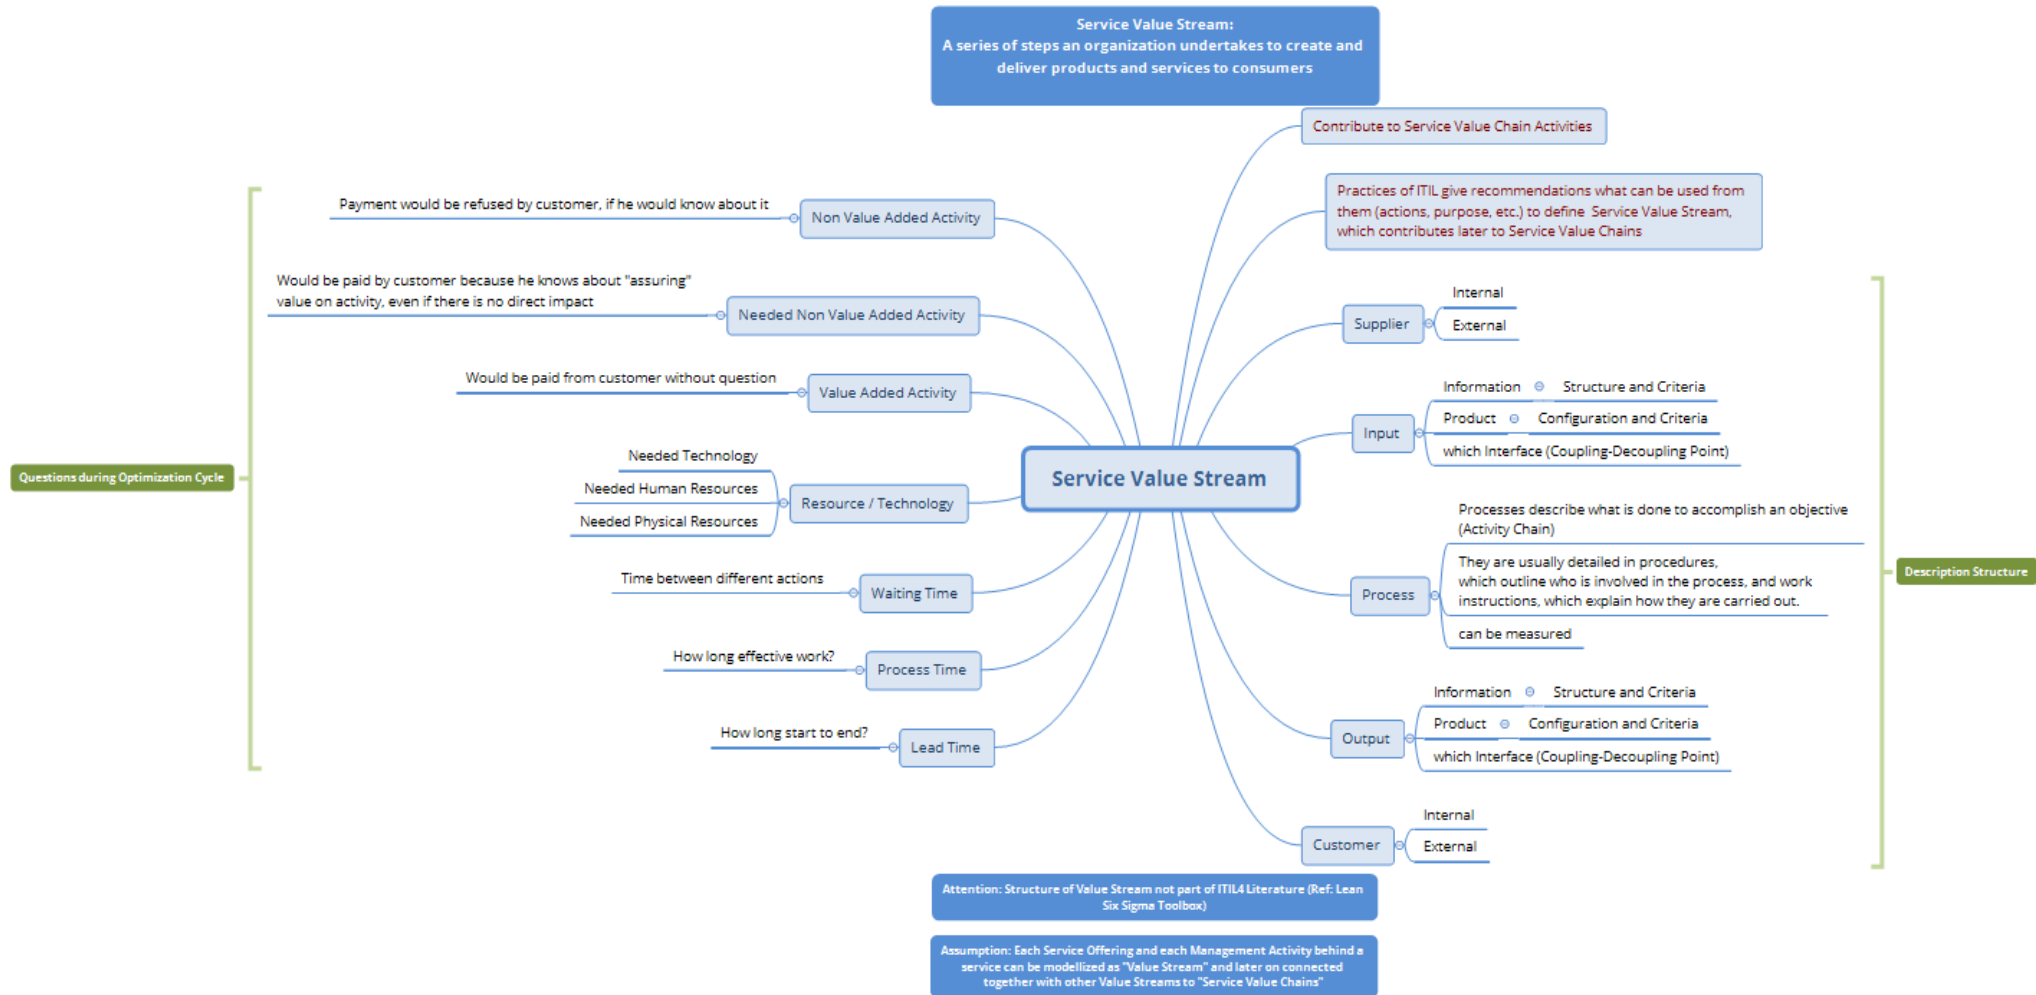 Service Value Stream:
A series of steps an organization undertakes to create and
deliver products and services to consumers
Contribute to Service Value Chain Activities
Practices of ITIL give recommendations what can be used from
them (actions, purpose, etc.) to define Service Value Stream,
which contributes later to Service Value Chains
Questions during Optimization Cycle
Payment would be refused by customer, if he would know about it
Non Value Added Activity
Would be paid by customer because he knows about "assuring"
value on activity, even if there is no direct impact
Needed Non Value Added Activity
Would be paid from customer without question
Value Added Activity
Needed Technology
Needed Human Resources
Needed Physical Resources
Resource / Technology
Time between different actions
Waiting Time
How long effective work?
Process Time
How long start to end?
Lead Time
Service Value Stream
Supplier
Internal
External
Input
Information
Structure and Criteria
Product
Configuration and Criteria
which Interface (Coupling-Decoupling Point)
Process
Processes describe what is done to accomplish an objective
(Activity Chain)
They are usually detailed in procedures,
which outline who is involved in the process, and work
instructions, which explain how they are carried out.
can be measured
Output
Information
Structure and Criteria
Product
Configuration and Criteria
which Interface (Coupling-Decoupling Point)
Customer
Internal
External
Description Structure
Attention: Structure of Value Stream not part of ITIL4 Literature (Ref: Lean
Six Sigma Toolbox)
Assumption: Each Service Offering and each Management Activity behind a
service can be modellized as "Value Stream" and later on connected
together with other Value Streams to "Service Value Chains"